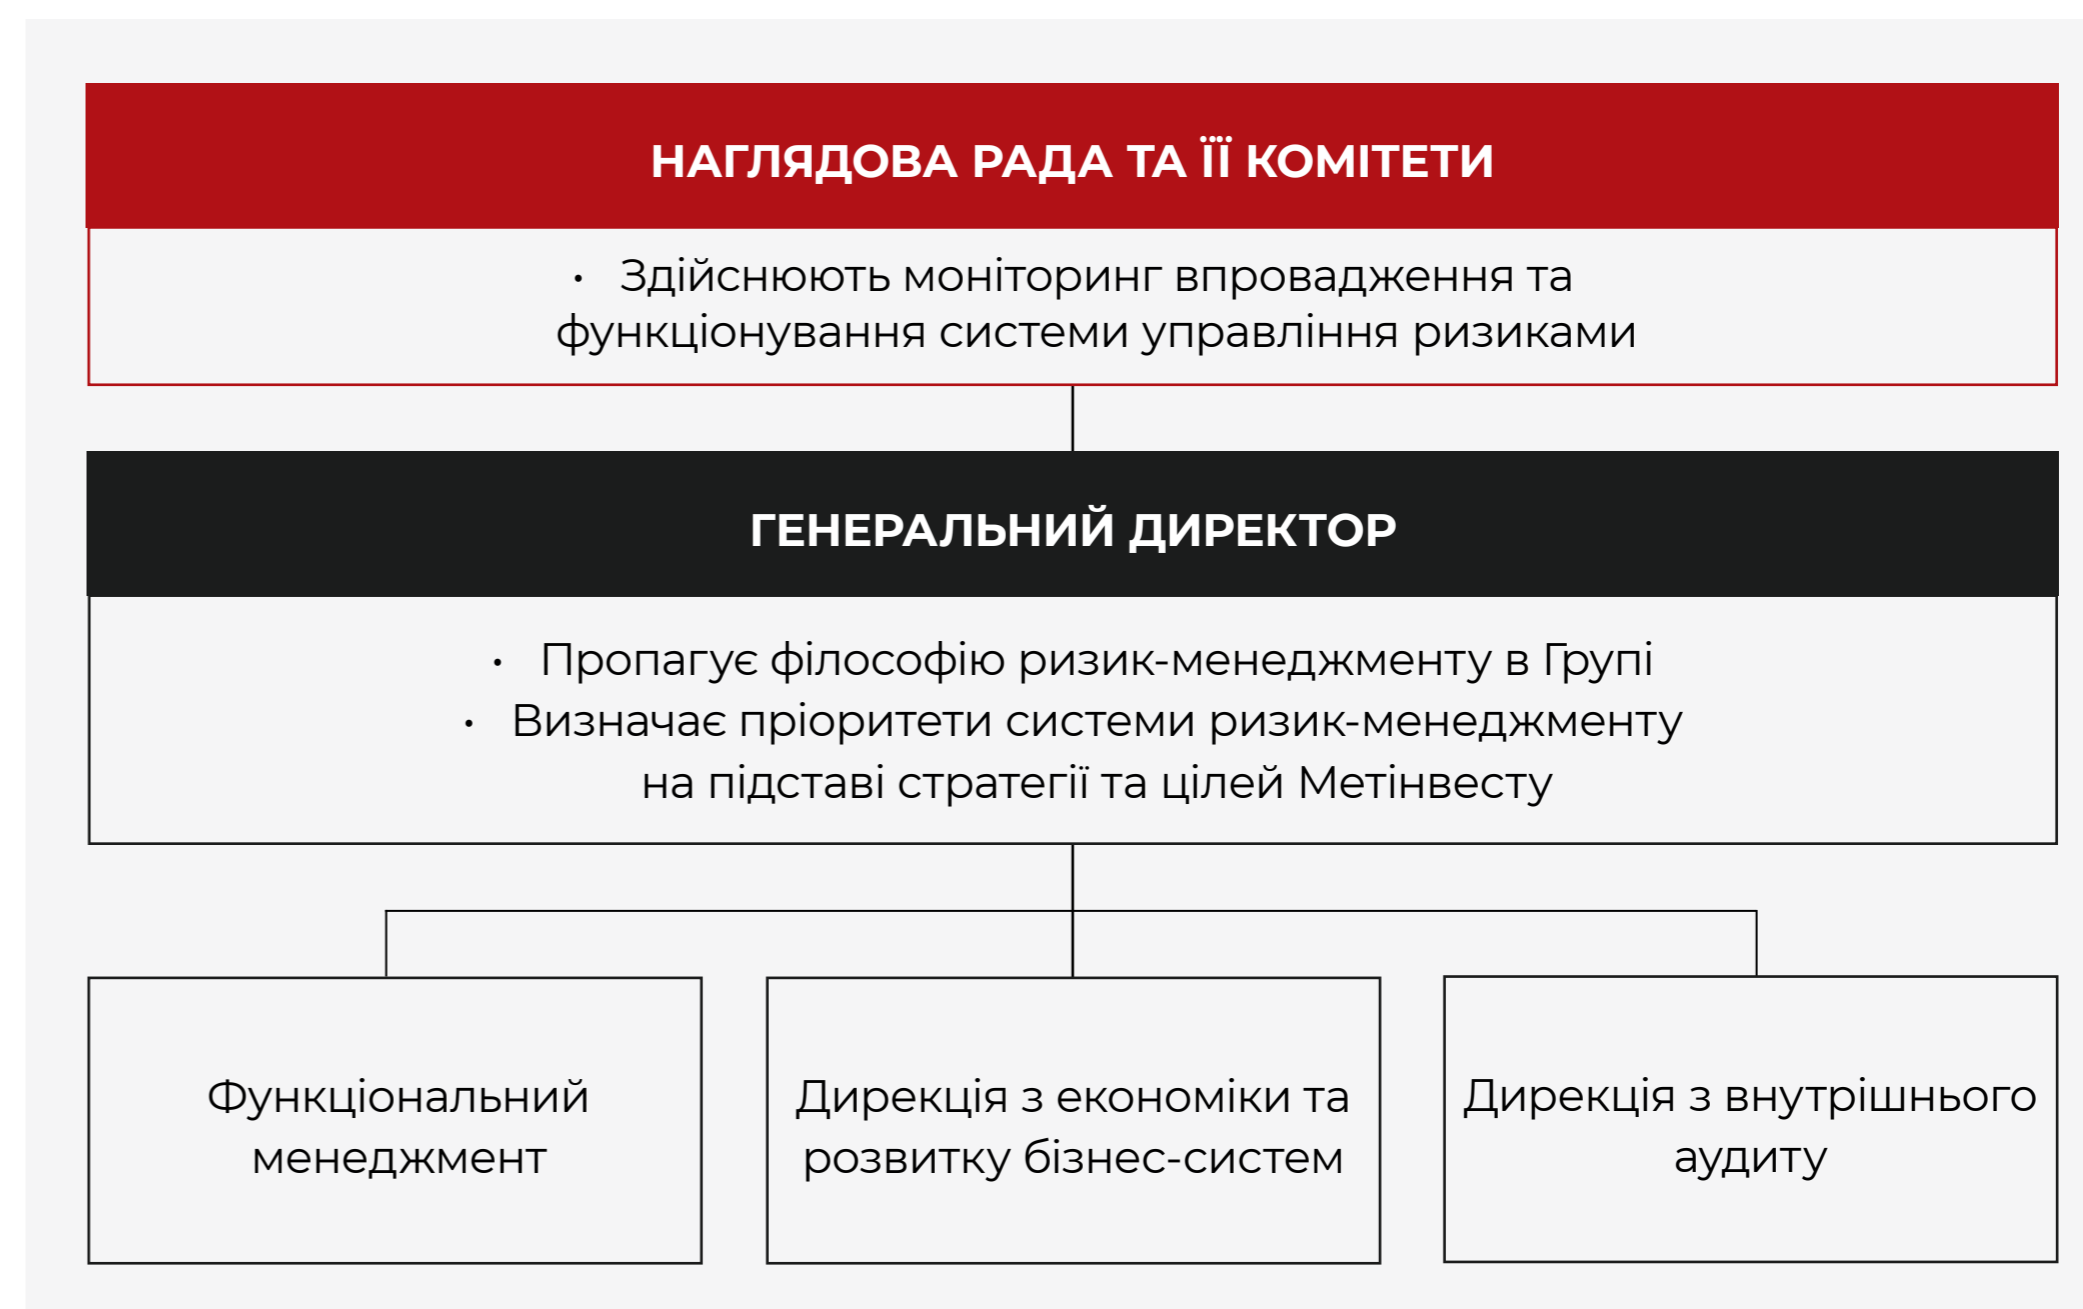 НАГЛЯДОВА РАДА ТА ЇЇ КОМІТЕТИ
• Здійснюють моніторинг впровадження та
функціонування системи управління ризиками
ГЕНЕРАЛЬНИЙ ДИРЕКТОР
• Пропагує філософію ризик-менеджменту в Групі
• Визначає пріоритети системи ризик-менеджменту
на підставі стратегії та цілей Метінвесту
Функціональний
менеджмент
Дирекція з економіки та
розвитку бізнес-систем
Дирекція з внутрішнього
аудиту